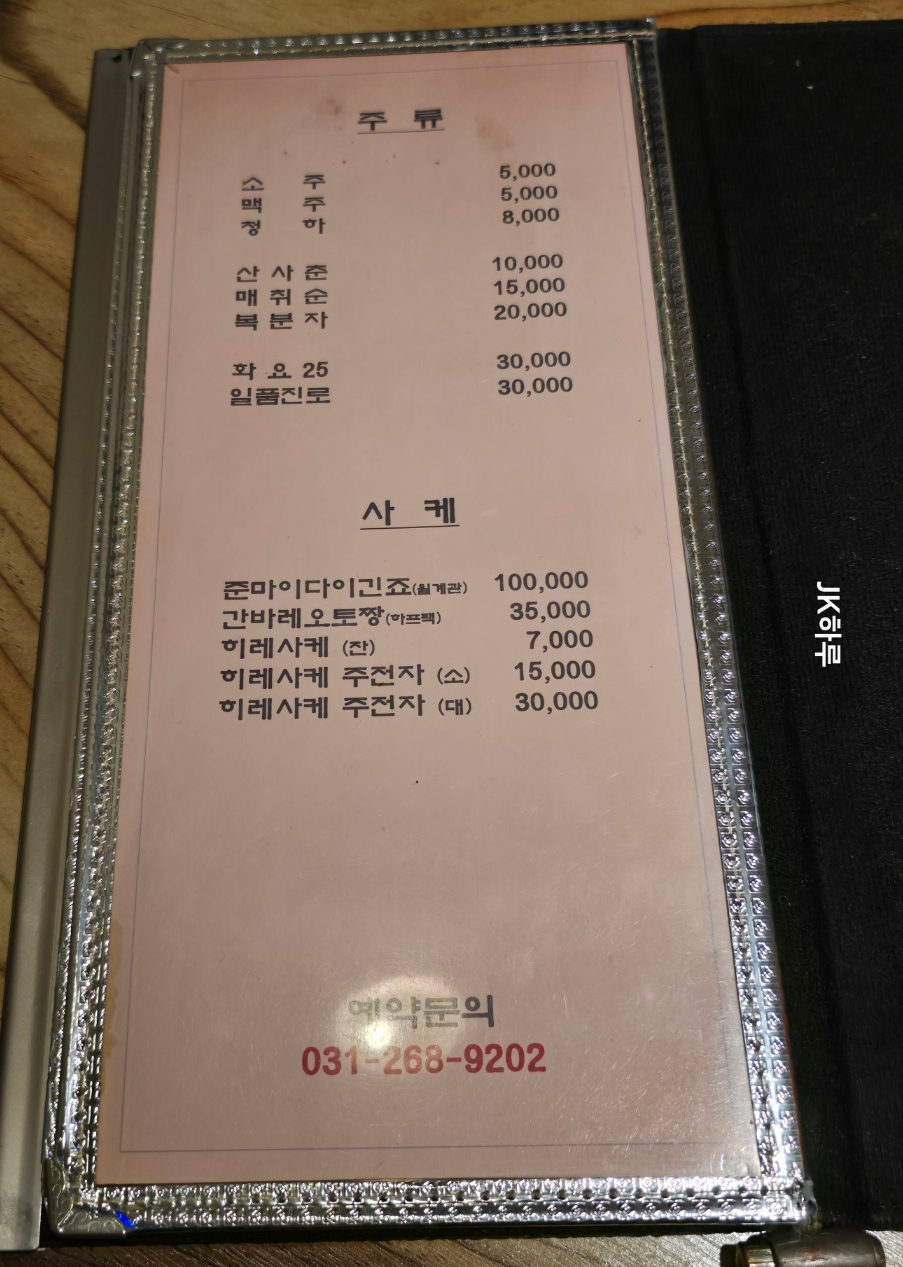 주 류
소 주 5,000
맥 주 5,000
청 하 8,000
산 사 춘 10,000
매 취 순 15,000
복 분 자 20,000
화 요 25 30,000
일품진로 30,000
사 케
준마이다이긴죠(월계관) 100,000
간바레오토짱(하프팩) 35,000
히레사케 (잔) 7,000
히레사케 주전자 (소) 15,000
히레사케 주전자 (대) 30,000
예약문의
031-268-9202
JK하루